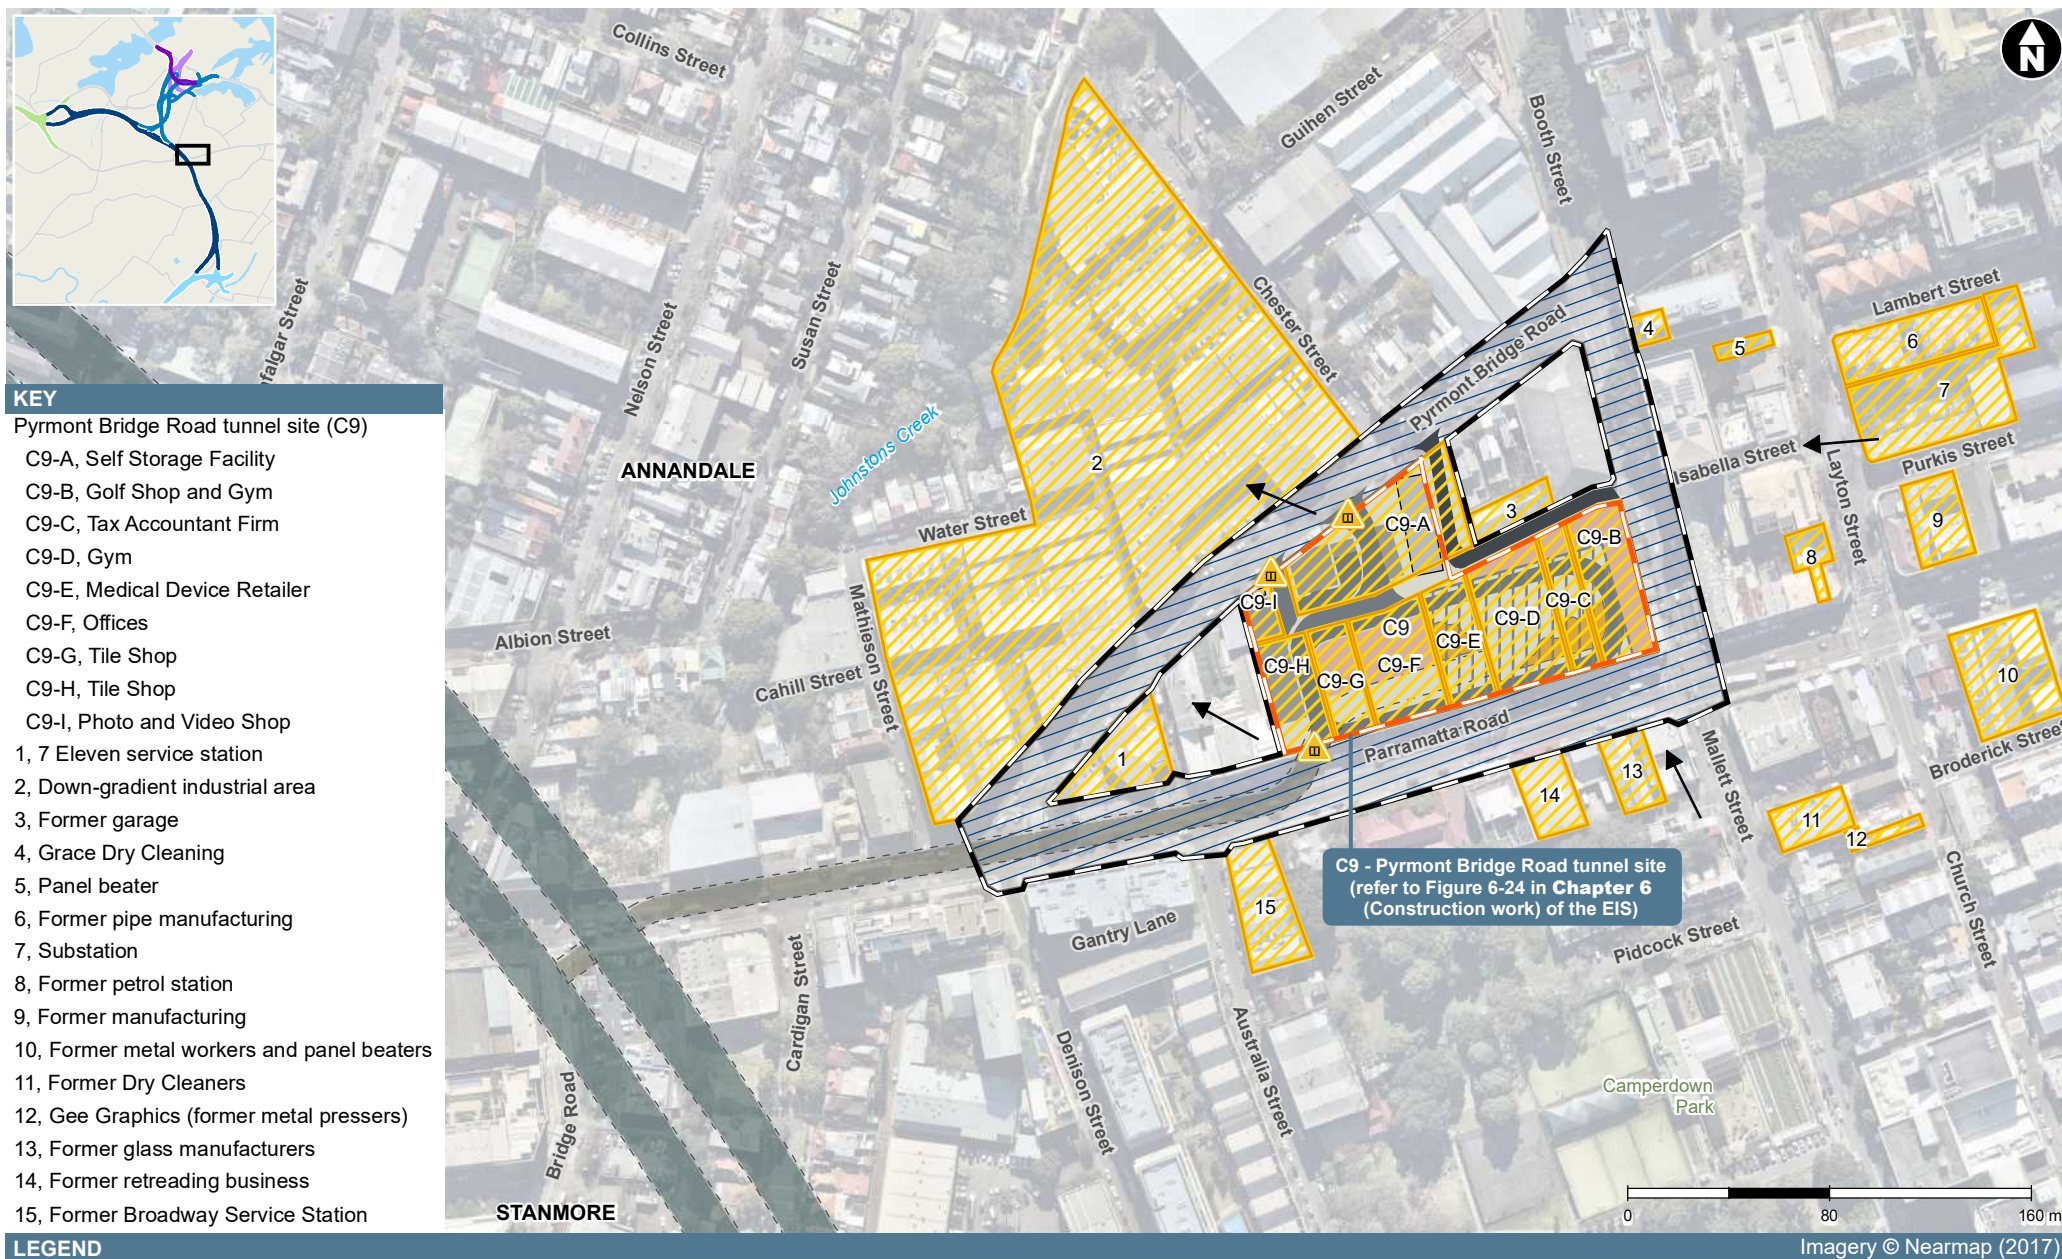 Collins Street
Guihen Street
Booth Street
N
Trafalgar Street
Nelson Street
Susan Street
Chester Street
Pyrmont Bridge Road
Lambert Street
Johnstons Creek
ANNANDALE
Water Street
Isabella Street
Purkis Street
Layton Street
Albion Street
Mathieson Street
Cahill Street
Parramatta Road
Mallett Street
Broderick Street
Church Street
Gantry Lane
Pidcock Street
Cardigan Street
Bridge Road
Denison Street
Australia Street
Camperdown
Park
STANMORE
2
4
5
6
7
3
9
8
10
1
13
14
11
12
15
C9-A
C9-B
C9-I
C9-C
C9-D
C9
C9-E
C9-H
C9-G
C9-F
C9 - Pyrmont Bridge Road tunnel site
(refer to Figure 6-24 in Chapter 6
(Construction work) of the EIS)
KEY
Pyrmont Bridge Road tunnel site (C9)
C9-A, Self Storage Facility
C9-B, Golf Shop and Gym
C9-C, Tax Accountant Firm
C9-D, Gym
C9-E, Medical Device Retailer
C9-F, Offices
C9-G, Tile Shop
C9-H, Tile Shop
C9-I, Photo and Video Shop
1, 7 Eleven service station
2, Down-gradient industrial area
3, Former garage
4, Grace Dry Cleaning
5, Panel beater
6, Former pipe manufacturing
7, Substation
8, Former petrol station
9, Former manufacturing
10, Former metal workers and panel beaters
11, Former Dry Cleaners
12, Gee Graphics (former metal pressers)
13, Former glass manufacturers
14, Former retreading business
15, Former Broadway Service Station
0 80 160 m
LEGEND
Imagery © Nearmap (2017)